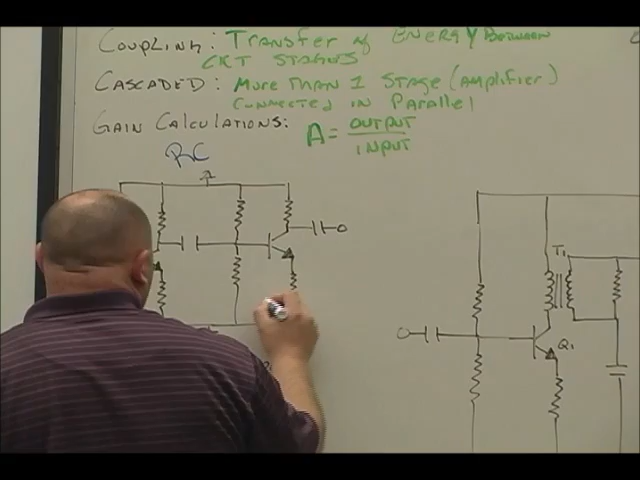 COUPLING: TRANSFER of ENERGY BETWEEN
CKT STAGES
CASCADED: MORE THAN 1 STAGE (AMPLIFIER)
CONNECTED IN PARALLEL
GAIN CALCULATIONS: A = OUTPUT
INPUT
RC
T1
Q1